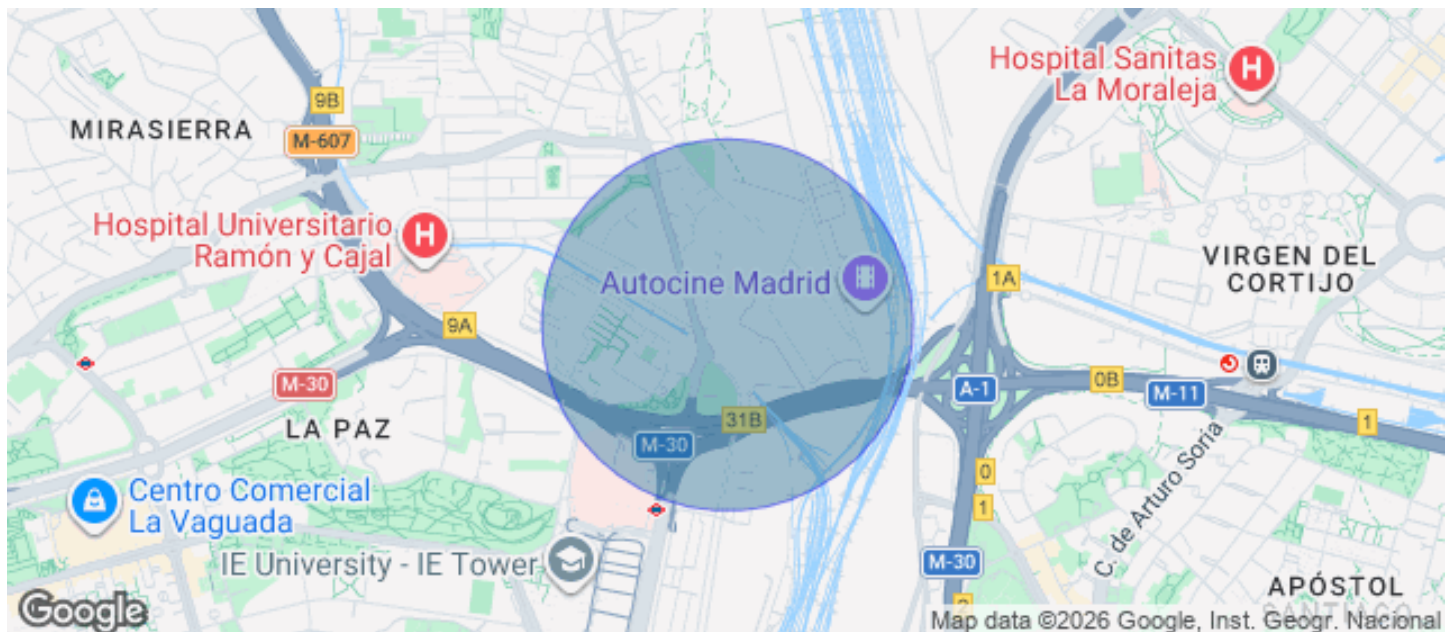 Hospital Sanitas
La Moraleja
H
9B
MIRASIERRA
M-607
Hospital Universitario
Ramón y Cajal
H
Autocine Madrid
VIRGEN DEL
CORTIJO
1A
9A
M-30
A-1
0B
M-11
1
LA PAZ
31B
M-30
Centro Comercial
La Vaguada
0
1
C. de Arturo Soria
IE University - IE Tower
M-30
APÓSTOL
SANTIAGO
Google
Map data ©2026 Google, Inst. Geogr. Nacional